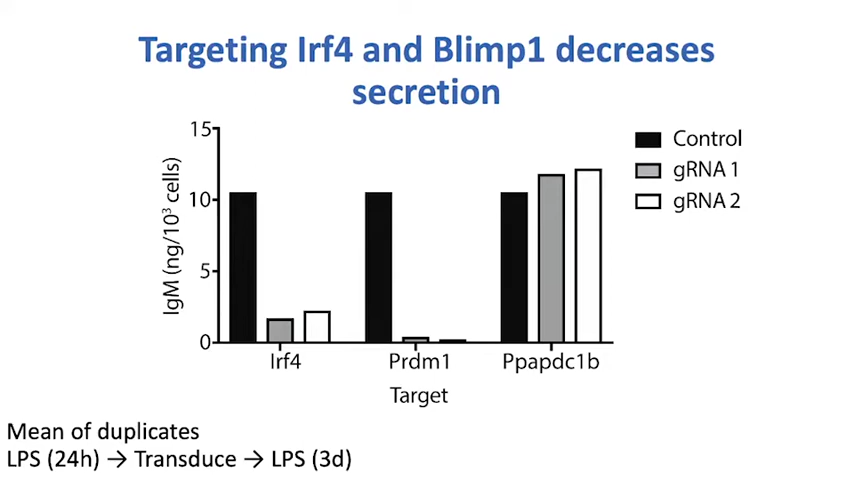 Targeting Irf4 and Blimp1 decreases
secretion
15
10
5
0
IgM (ng/10³ cells)
Control
gRNA 1
gRNA 2
Irf4 Prdm1 Ppapdc1b
Target
Mean of duplicates
LPS (24h) → Transduce → LPS (3d)